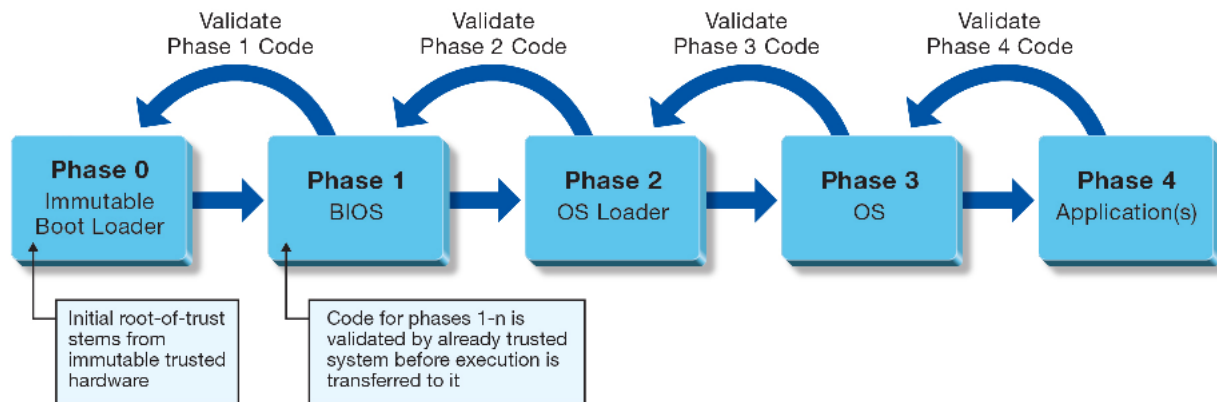 Validate
Phase 1 Code
Validate
Phase 2 Code
Validate
Phase 3 Code
Validate
Phase 4 Code
Phase 0
Immutable
Boot Loader
Phase 1
BIOS
Phase 2
OS Loader
Phase 3
OS
Phase 4
Application(s)
Initial root-of-trust
stems from
immutable trusted
hardware
Code for phases 1-n is
validated by already trusted
system before execution is
transferred to it